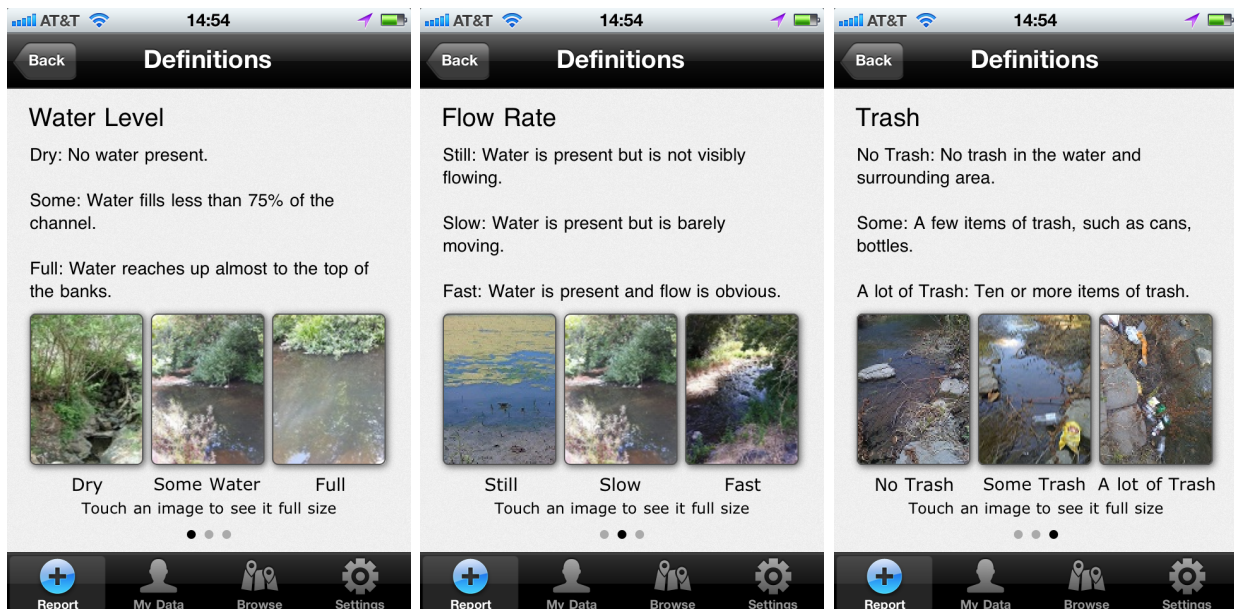 AT&T 14:54
Back Definitions
Water Level
Dry: No water present.
Some: Water fills less than 75% of the
channel.
Full: Water reaches up almost to the top of
the banks.
Dry Some Water Full
Touch an image to see it full size
Report My Data Browse Settings
AT&T 14:54
Back Definitions
Flow Rate
Still: Water is present but is not visibly
flowing.
Slow: Water is present but is barely
moving.
Fast: Water is present and flow is obvious.
Still Slow Fast
Touch an image to see it full size
Report My Data Browse Settings
AT&T 14:54
Back Definitions
Trash
No Trash: No trash in the water and
surrounding area.
Some: A few items of trash, such as cans,
bottles.
A lot of Trash: Ten or more items of trash.
No Trash Some Trash A lot of Trash
Touch an image to see it full size
Report My Data Browse Settings